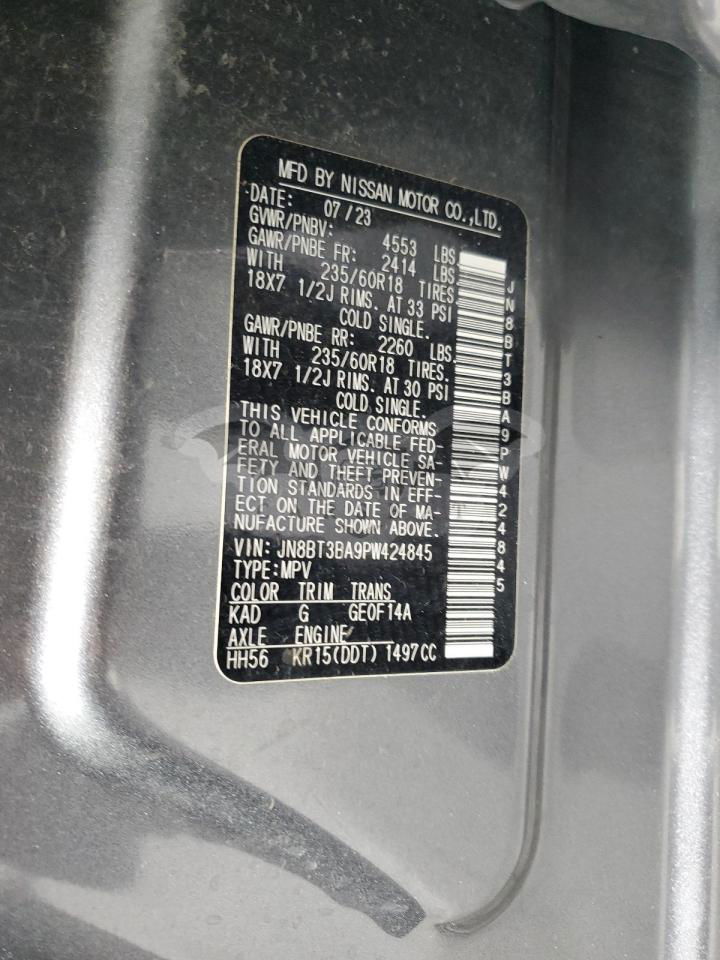 MFD BY NISSAN MOTOR CO.,LTD.
DATE: 07/23
GVWR/PNBV: 4553 LBS.
GAWR/PNBE FR: 2414 LBS.
WITH 235/60R18 TIRES.
18X7 1/2J RIMS. AT 33 PSI
COLD SINGLE.
GAWR/PNBE RR: 2260 LBS.
WITH 235/60R18 TIRES.
18X7 1/2J RIMS. AT 30 PSI
COLD SINGLE.
THIS VEHICLE CONFORMS
TO ALL APPLICABLE FED-
ERAL MOTOR VEHICLE SA-
FETY AND THEFT PREVEN-
TION STANDARDS IN EFF-
ECT ON THE DATE OF MA-
NUFACTURE SHOWN ABOVE.
VIN: JN8BT3BA9PW424845
TYPE:MPV
COLOR TRIM TRANS
KAD G GE0F14A
AXLE ENGINE
HH56 KR15(DDT) 1497CC
JN8BT3BA9PW424845